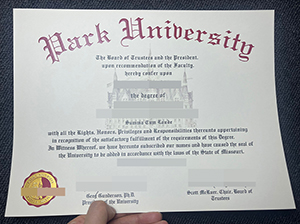 Park University
The Board of Trustees and the President,
upon recommendation of the Faculty,
hereby confer upon
the degree of
Summa Cum Laude
with all the Rights, Honors, Privileges and Responsibilities thereunto appertaining
in recognition of the satisfactory fulfillment of the requirements of this Degree.
In Witness Whereof, we have hereunto subscribed our names and have caused the seal of
the University to be added in accordance with the laws of the State of Missouri.
Greg Gunderson, Ph.D.
President of the University
Scott McRuer, Chair, Board of
Trustees